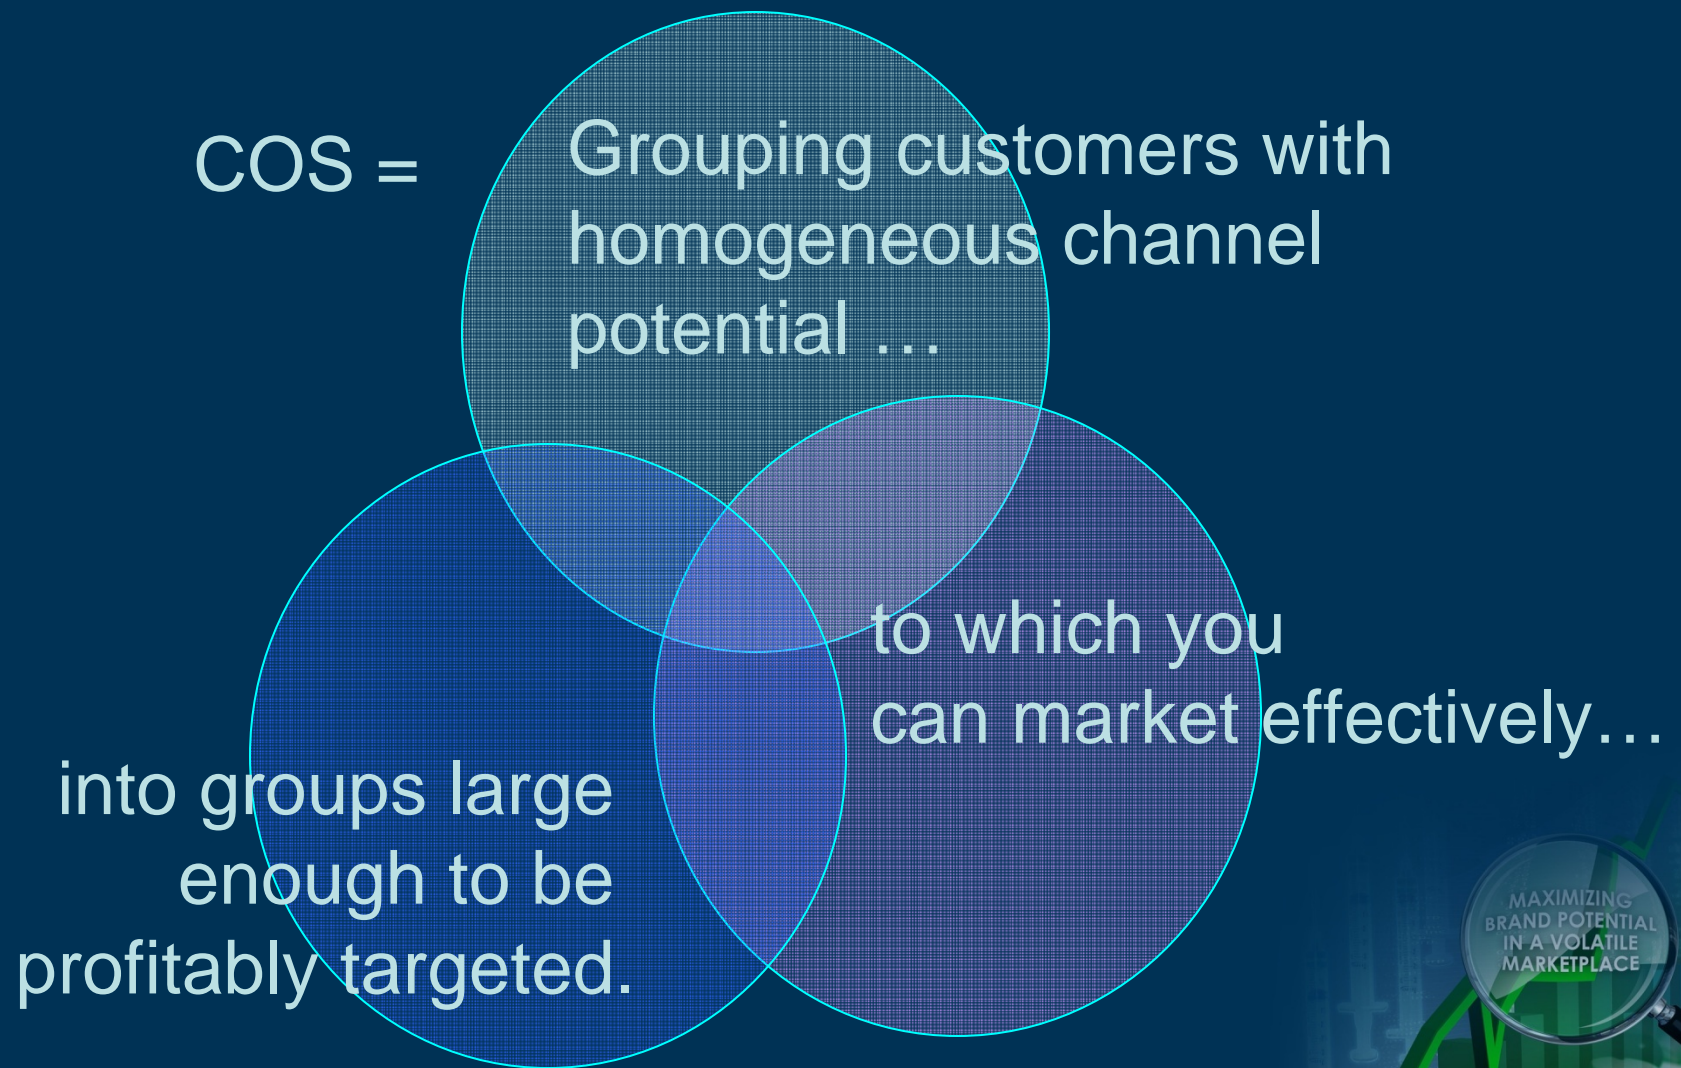 COS =
Grouping customers with
homogeneous channel
potential …
to which you
can market effectively…
into groups large
enough to be
profitably targeted.
MAXIMIZING
BRAND POTENTIAL
IN A VOLATILE
MARKETPLACE